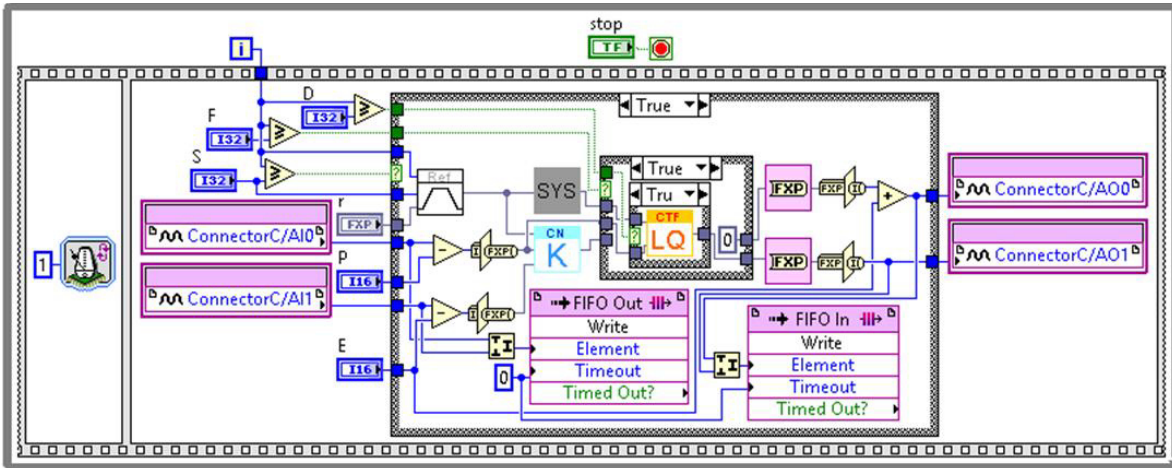 stop
TF
i
D
I32
F
I32
S
I32
True
Ref
r
FXP
SYS
True
Tru
CTF
LQ
FXP
FXP
I
ConnectorC/AO0
ConnectorC/AI0
CN
K
0
FXP
FXP
I
ConnectorC/AO1
1
p
I16
I
FXP
ConnectorC/AI1
I
FXP
FIFO Out
Write
Element
Timeout
Timed Out?
FIFO In
Write
Element
Timeout
Timed Out?
E
I16
0